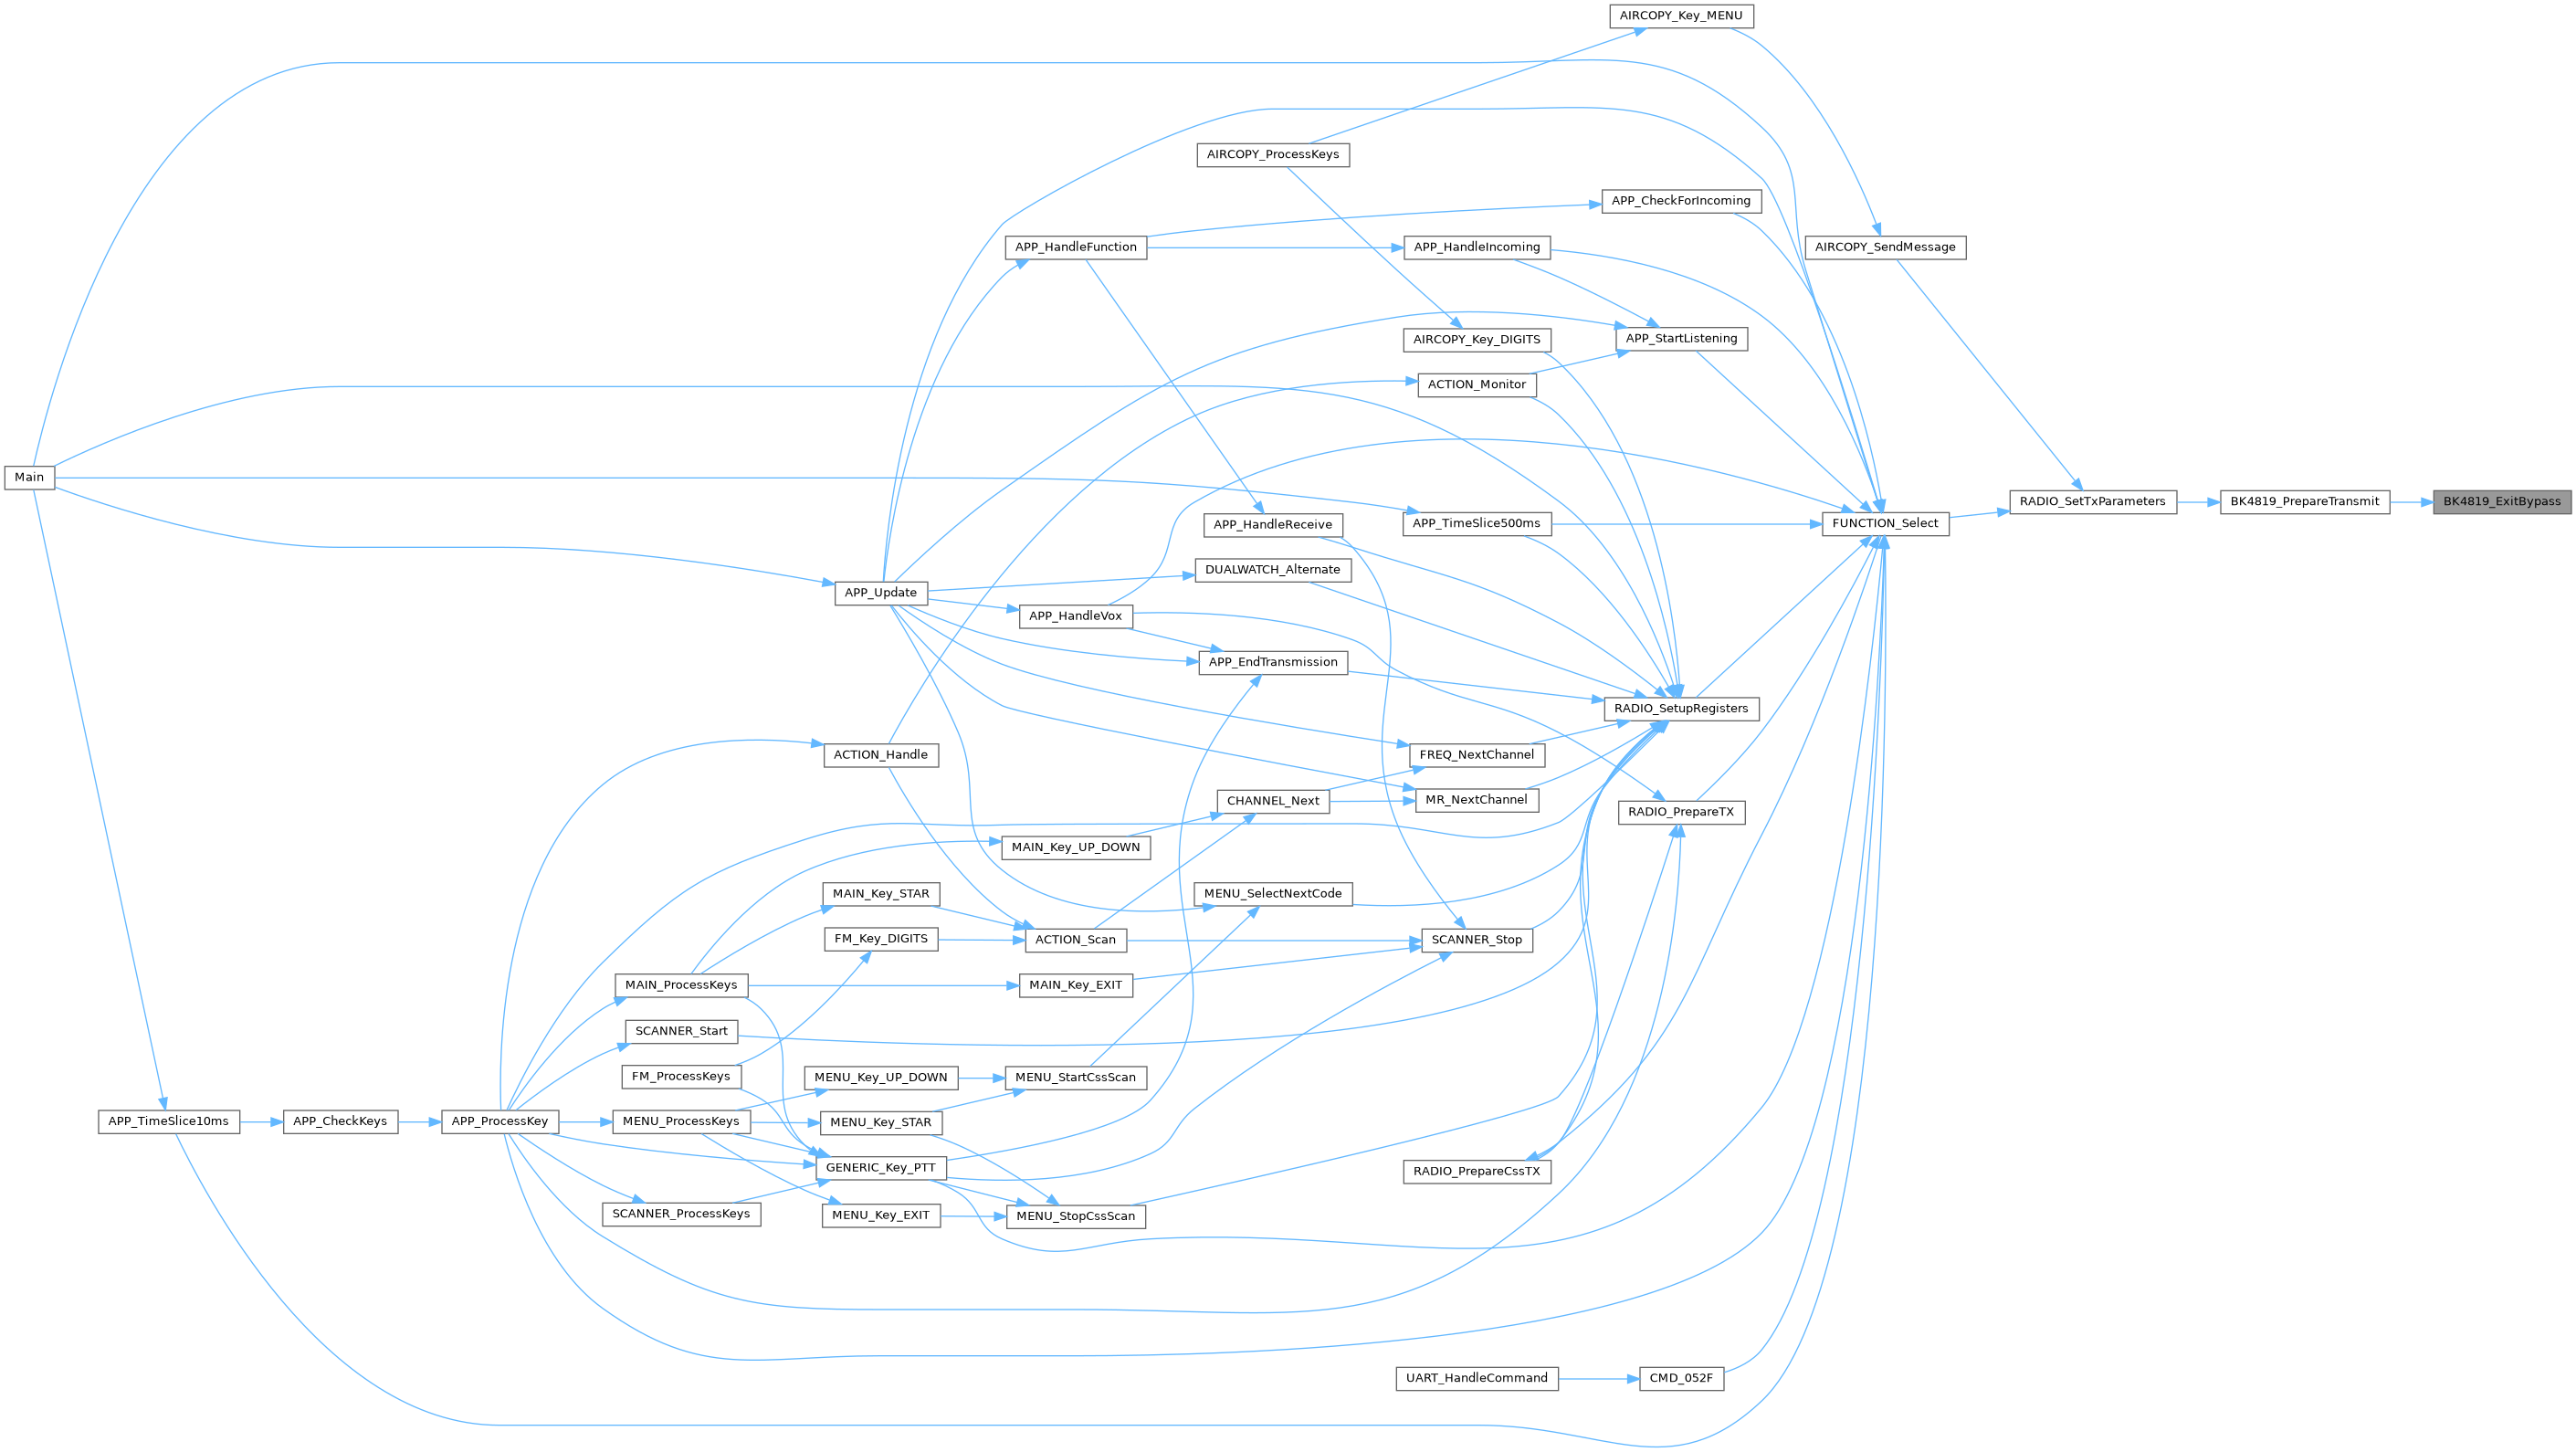 AIRCOPY_Key_MENU
AIRCOPY_ProcessKeys
APP_CheckForIncoming
APP_HandleFunction
APP_HandleIncoming
AIRCOPY_SendMessage
AIRCOPY_Key_DIGITS
APP_StartListening
ACTION_Monitor
Main
RADIO_SetTxParameters
BK4819_PrepareTransmit
BK4819_ExitBypass
APP_HandleReceive
APP_TimeSlice500ms
FUNCTION_Select
DUALWATCH_Alternate
APP_Update
APP_HandleVox
APP_EndTransmission
RADIO_SetupRegisters
ACTION_Handle
FREQ_NextChannel
CHANNEL_Next
MR_NextChannel
RADIO_PrepareTX
MAIN_Key_UP_DOWN
MAIN_Key_STAR
MENU_SelectNextCode
FM_Key_DIGITS
ACTION_Scan
SCANNER_Stop
MAIN_ProcessKeys
MAIN_Key_EXIT
SCANNER_Start
FM_ProcessKeys
MENU_Key_UP_DOWN
MENU_StartCssScan
APP_TimeSlice10ms
APP_CheckKeys
APP_ProcessKey
MENU_ProcessKeys
MENU_Key_STAR
GENERIC_Key_PTT
RADIO_PrepareCssTX
SCANNER_ProcessKeys
MENU_Key_EXIT
MENU_StopCssScan
UART_HandleCommand
CMD_052F